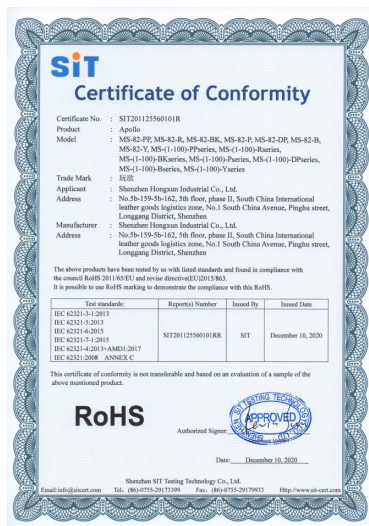 SiT
Certificate of Conformity
Certificate No. : SIT201125560101R
Product : Apollo
Model : MS-82-PP, MS-82-R, MS-82-BK, MS-82-P, MS-82-DP, MS-82-B,
MS-82-Y, MS-(1-100)-PPseries, MS-(1-100)-Rseries,
MS-(1-100)-BKseries, MS-(1-100)-Pseries, MS-(1-100)-DPseries,
MS-(1-100)-Bseries, MS-(1-100)-Yseries
Trade Mark : 玩欲
Applicant : Shenzhen Hongxun Industrial Co., Ltd.
Address : No.5b-159-5b-162, 5th floor, phase II, South China International
leather goods logistics zone, No.1 South China Avenue, Pinghu street,
Longgang District, Shenzhen
Manufacturer : Shenzhen Hongxun Industrial Co., Ltd.
Address : No.5b-159-5b-162, 5th floor, phase II, South China International
leather goods logistics zone, No.1 South China Avenue, Pinghu street,
Longgang District, Shenzhen
The above products have been tested by us with listed standards and found in compliance with
the council RoHS 2011/65/EU and revise directive(EU)2015/863.
It is possible to use RoHS marking to demonstrate the compliance with this RoHS.
Test standards: Report(s) Number Issued By Issued Date
IEC 62321-3-1:2013
IEC 62321-5:2013
IEC 62321-6:2015
IEC 62321-7-1:2015
IEC 62321-4:2013+AMD1:2017
IEC 62321:2008 ANNEX C
SIT201125560101RR SIT December 10, 2020
This certificate of conformity is not transferable and based on an evaluation of a sample of the
above mentioned product.
RoHS
SIT TESTING TECHNOLOGY
APPROVED
Authorized Signer:
Date: December 10, 2020
Shenzhen SIT Testing Technology Co., Ltd.
Email:info@sitcert.com Tel: (86)-0755-29173399 Fax: (86)-0755-29179933 Http://www.sit-cert.com